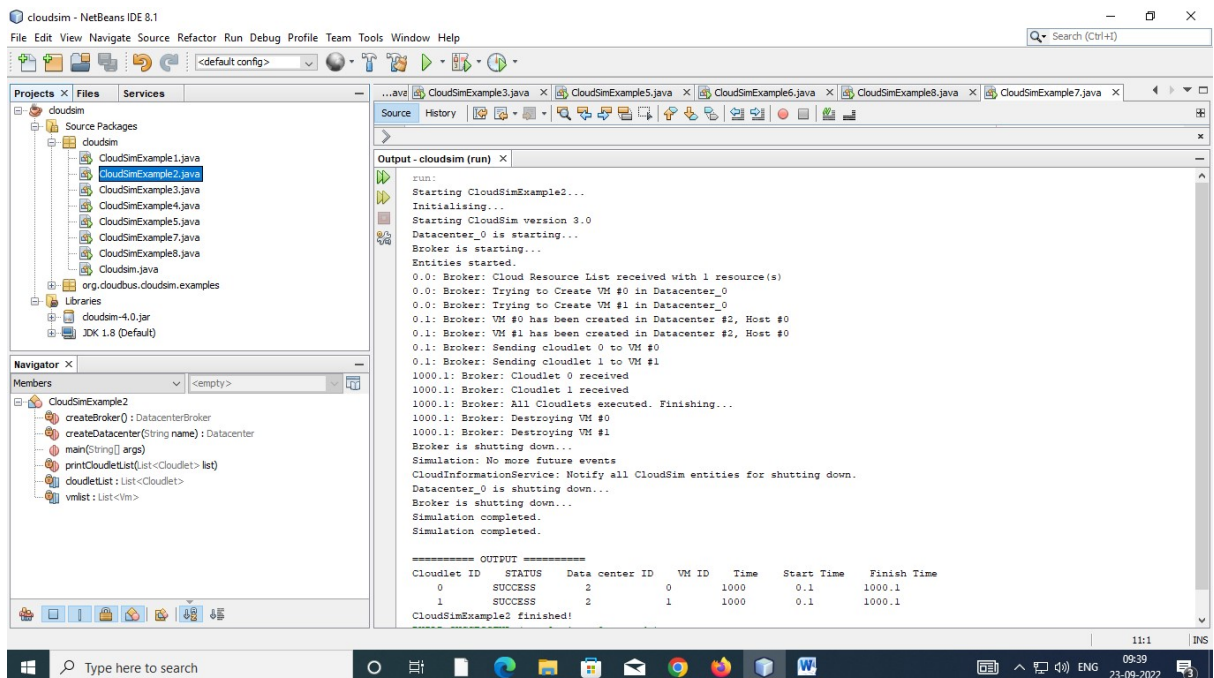 cloudsim - NetBeans IDE 8.1
File Edit View Navigate Source Refactor Run Debug Profile Team Tools Window Help
Search (Ctrl+I)
<default config>
Projects Files Services
cloudsim
Source Packages
cloudsim
CloudSimExample1.java
CloudSimExample2.java
CloudSimExample3.java
CloudSimExample4.java
CloudSimExample5.java
CloudSimExample7.java
CloudSimExample8.java
Cloudsim.java
org.cloudbus.cloudsim.examples
Libraries
cloudsim-4.0.jar
JDK 1.8 (Default)
Navigator
Members <empty>
CloudSimExample2
createBroker() : DatacenterBroker
createDatacenter(String name) : Datacenter
main(String[] args)
printCloudletList(List<Cloudlet> list)
cloudletList : List<Cloudlet>
vmlist : List<Vm>
...ava CloudSimExample3.java CloudSimExample5.java CloudSimExample6.java CloudSimExample8.java CloudSimExample7.java
Source History
Output - cloudsim (run)
run:
Starting CloudSimExample2...
Initialising...
Starting CloudSim version 3.0
Datacenter_0 is starting...
Broker is starting...
Entities started.
0.0: Broker: Cloud Resource List received with 1 resource(s)
0.0: Broker: Trying to Create VM #0 in Datacenter_0
0.0: Broker: Trying to Create VM #1 in Datacenter_0
0.1: Broker: VM #0 has been created in Datacenter #2, Host #0
0.1: Broker: VM #1 has been created in Datacenter #2, Host #0
0.1: Broker: Sending cloudlet 0 to VM #0
0.1: Broker: Sending cloudlet 1 to VM #1
1000.1: Broker: Cloudlet 0 received
1000.1: Broker: Cloudlet 1 received
1000.1: Broker: All Cloudlets executed. Finishing...
1000.1: Broker: Destroying VM #0
1000.1: Broker: Destroying VM #1
Broker is shutting down...
Simulation: No more future events
CloudInformationService: Notify all CloudSim entities for shutting down.
Datacenter_0 is shutting down...
Broker is shutting down...
Simulation completed.
Simulation completed.
========== OUTPUT ==========
Cloudlet ID STATUS Data center ID VM ID Time Start Time Finish Time
0 SUCCESS 2 0 1000 0.1 1000.1
1 SUCCESS 2 1 1000 0.1 1000.1
CloudSimExample2 finished!
11:1 INS
Type here to search
ENG
09:39
23-09-2022